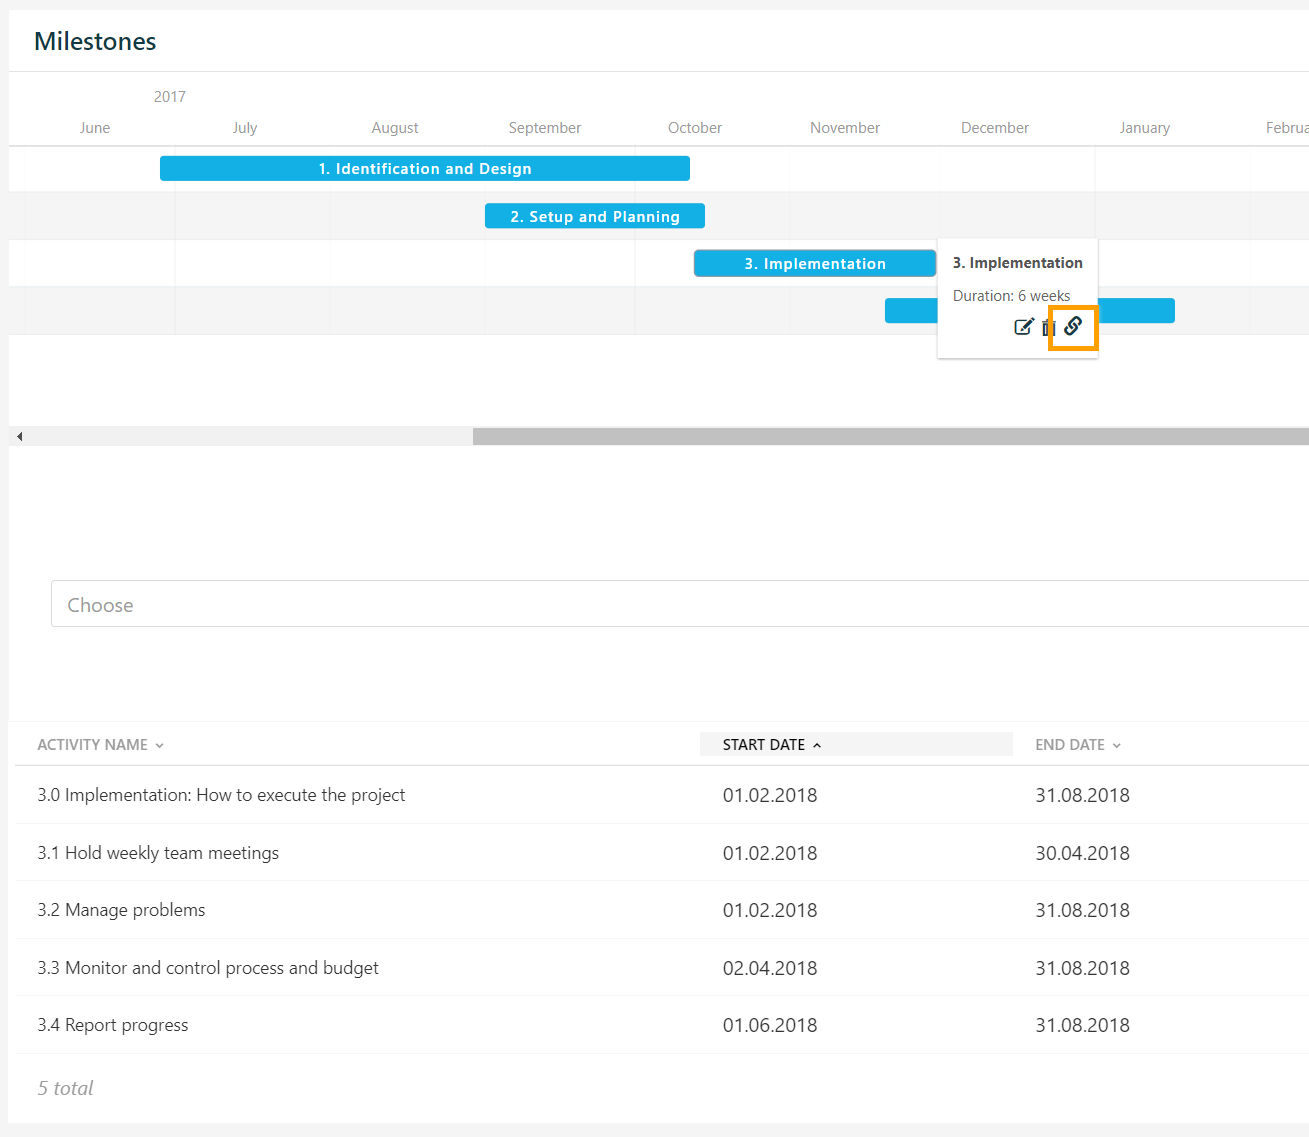 Milestones
2017
June July August September October November December January Februa
1. Identification and Design
2. Setup and Planning
3. Implementation
3. Implementation
Duration: 6 weeks
Choose
ACTIVITY NAME START DATE END DATE
3.0 Implementation: How to execute the project 01.02.2018 31.08.2018
3.1 Hold weekly team meetings 01.02.2018 30.04.2018
3.2 Manage problems 01.02.2018 31.08.2018
3.3 Monitor and control process and budget 02.04.2018 31.08.2018
3.4 Report progress 01.06.2018 31.08.2018
5 total